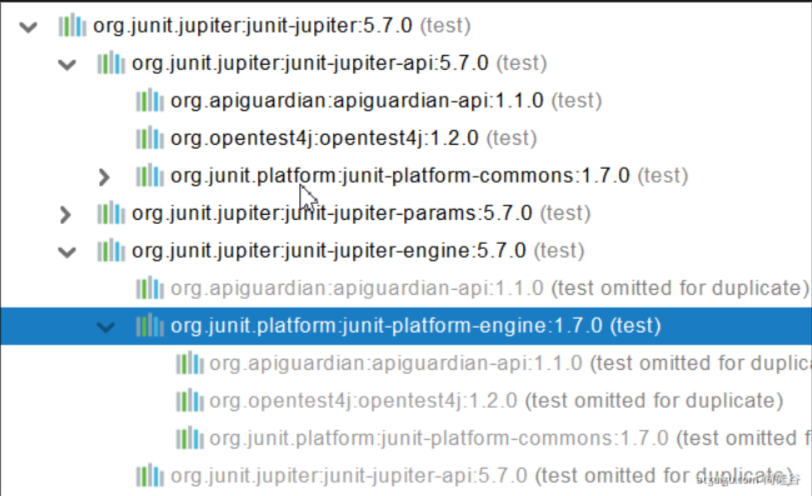 org.junit.jupiter:junit-jupiter:5.7.0 (test)
org.junit.jupiter:junit-jupiter-api:5.7.0 (test)
org.apiguardian:apiguardian-api:1.1.0 (test)
org.opentest4j:opentest4j:1.2.0 (test)
org.junit.platform:junit-platform-commons:1.7.0 (test)
org.junit.jupiter:junit-jupiter-params:5.7.0 (test)
org.junit.jupiter:junit-jupiter-engine:5.7.0 (test)
org.apiguardian:apiguardian-api:1.1.0 (test omitted for duplicate)
org.junit.platform:junit-platform-engine:1.7.0 (test)
org.apiguardian:apiguardian-api:1.1.0 (test omitted for duplic
org.opentest4j:opentest4j:1.2.0 (test omitted for duplicate)
org.junit.platform:junit-platform-commons:1.7.0 (test omitted f
org.junit.jupiter:junit-jupiter-api:5.7.0 (test omitted for duplicate)